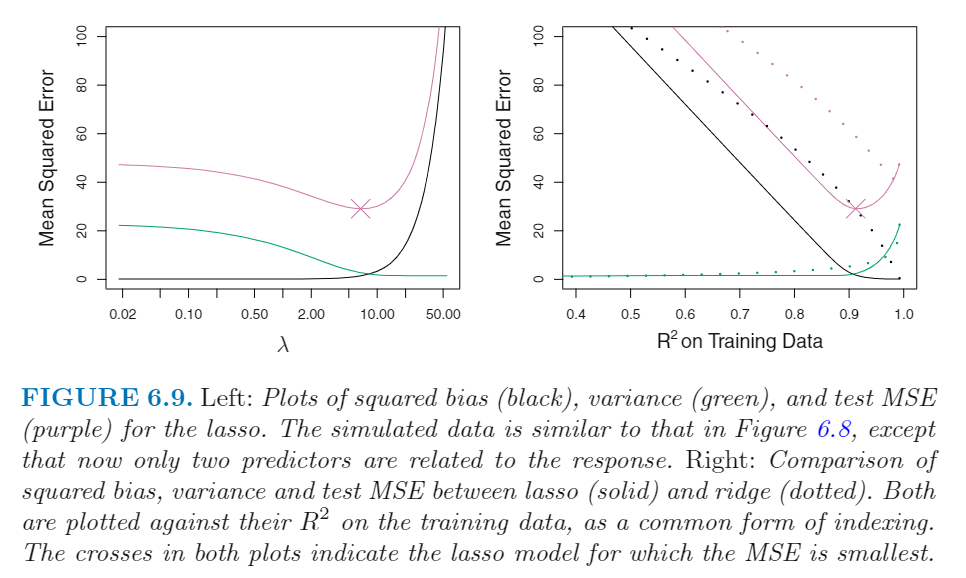 Mean Squared Error
0 20 40 60 80 100
0.02 0.10 0.50 2.00 10.00 50.00
λ
Mean Squared Error
0 20 40 60 80 100
0.4 0.5 0.6 0.7 0.8 0.9 1.0
R² on Training Data
FIGURE 6.9. Left: Plots of squared bias (black), variance (green), and test MSE
(purple) for the lasso. The simulated data is similar to that in Figure 6.8, except
that now only two predictors are related to the response. Right: Comparison of
squared bias, variance and test MSE between lasso (solid) and ridge (dotted). Both
are plotted against their R² on the training data, as a common form of indexing.
The crosses in both plots indicate the lasso model for which the MSE is smallest.